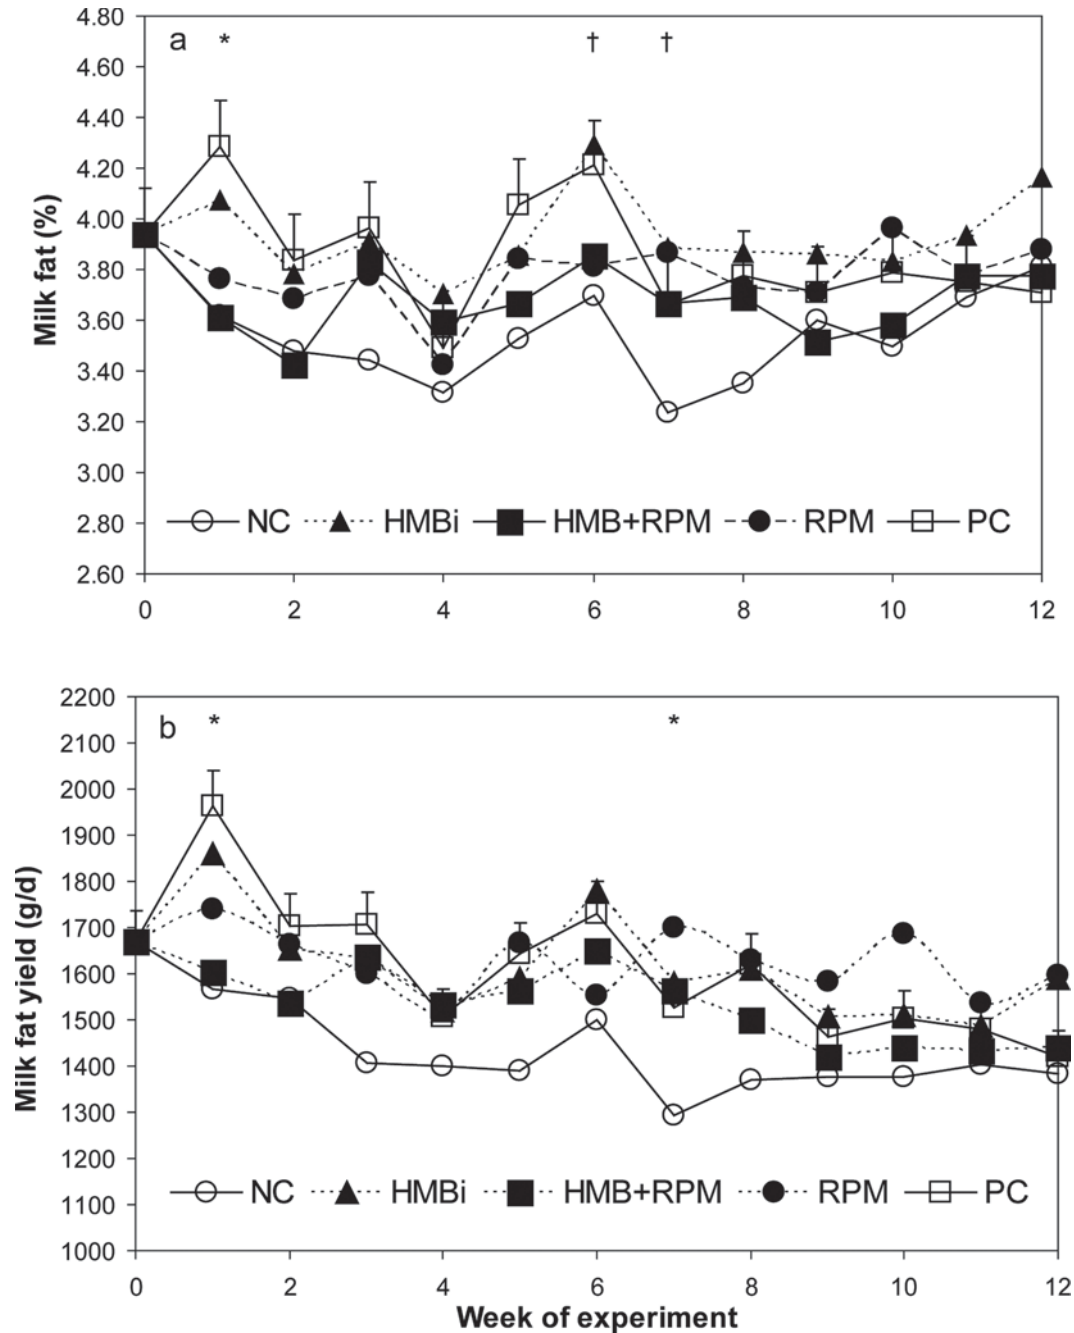 4.80
a * † †
4.60
4.40
4.20
4.00
3.80
3.60
3.40
3.20
3.00
2.80
2.60
Milk fat (%)
NC HMBi HMB+RPM RPM PC
0 2 4 6 8 10 12
2200
b * *
2100
2000
1900
1800
1700
1600
1500
1400
1300
1200
1100
1000
Milk fat yield (g/d)
NC HMBi HMB+RPM RPM PC
0 2 4 6 8 10 12
Week of experiment